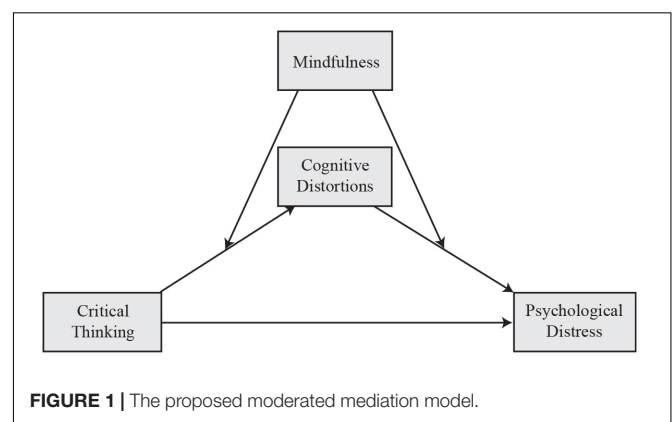 Mindfulness
Cognitive
Distortions
Critical
Thinking
Psychological
Distress
FIGURE 1 | The proposed moderated mediation model.